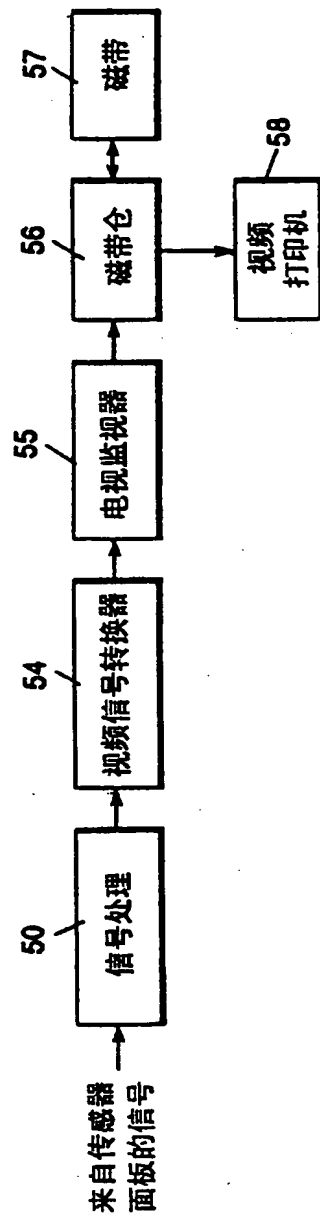 来自传感器
面板的信号
50
信号处理
54
视频信号转换器
55
电视监视器
56
磁带仓
57
磁带
58
视频
打印机